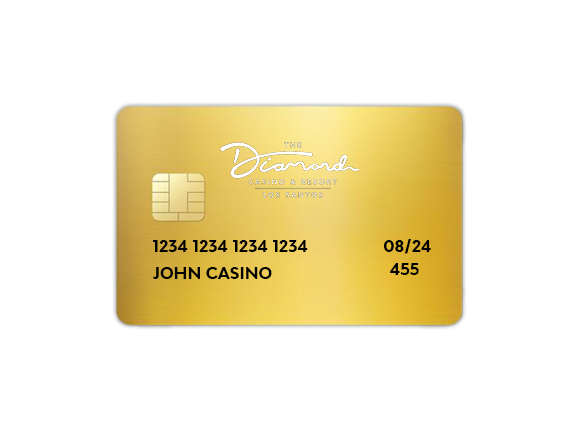 THE
Diamond
CASINO & RESORT
LOS SANTOS
1234 1234 1234 1234
08/24
JOHN CASINO
455